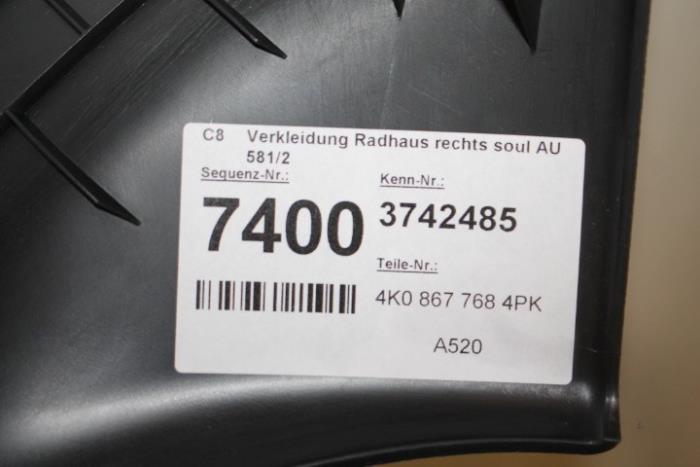 C8 Verkleidung Radhaus rechts soul AU
581/2
Sequenz-Nr.: Kenn-Nr.:
7400 3742485
Teile-Nr.:
4K0 867 768 4PK
A520